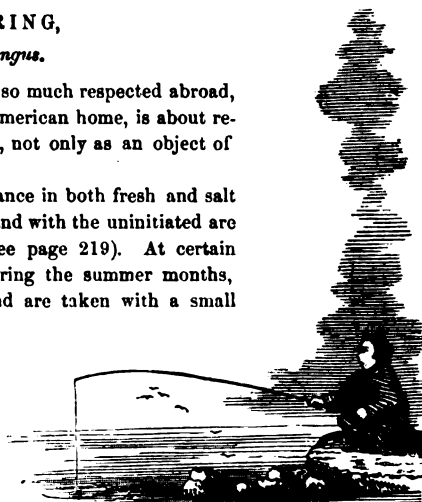 RING,
ngus.
so much respected abroad,
merican home, is about re-
, not only as an object of
ance in both fresh and salt
nd with the uninitiated are
ee page 219). At certain
ring the summer months,
d are taken with a small